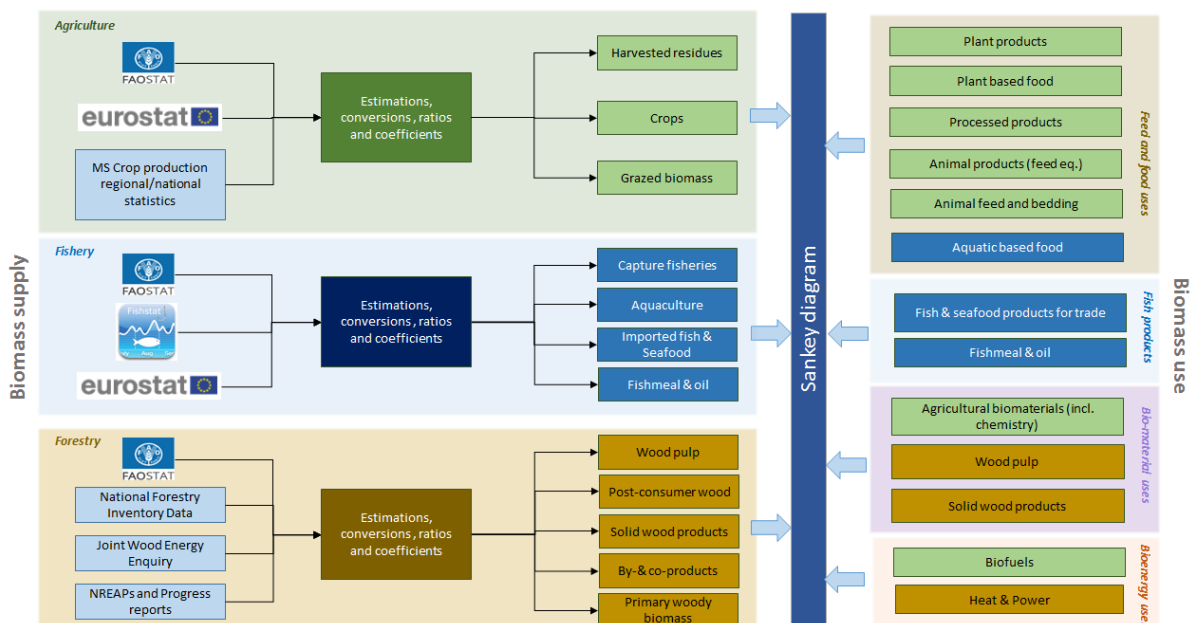 Biomass supply
Agriculture
FAOSTAT
eurostat
MS Crop production
regional/national
statistics
Estimations,
conversions, ratios
and coefficients
Harvested residues
Crops
Grazed biomass
Fishery
FAOSTAT
Fishstat
Aug
eurostat
Estimations,
conversions, ratios
and coefficients
Capture fisheries
Aquaculture
Imported fish &
Seafood
Fishmeal & oil
Forestry
FAOSTAT
National Forestry
Inventory Data
Joint Wood Energy
Enquiry
NREAPs and Progress
reports
Estimations,
conversions, ratios
and coefficients
Wood pulp
Post-consumer wood
Solid wood products
By-& co-products
Primary woody
biomass
Sankey diagram
Plant products
Plant based food
Processed products
Animal products (feed eq.)
Animal feed and bedding
Aquatic based food
Feed and food uses
Fish & seafood products for trade
Fishmeal & oil
Fish products
Agricultural biomaterials (incl.
chemistry)
Wood pulp
Solid wood products
Bio-material uses
Biofuels
Heat & Power
Bioenergy use
Biomass use